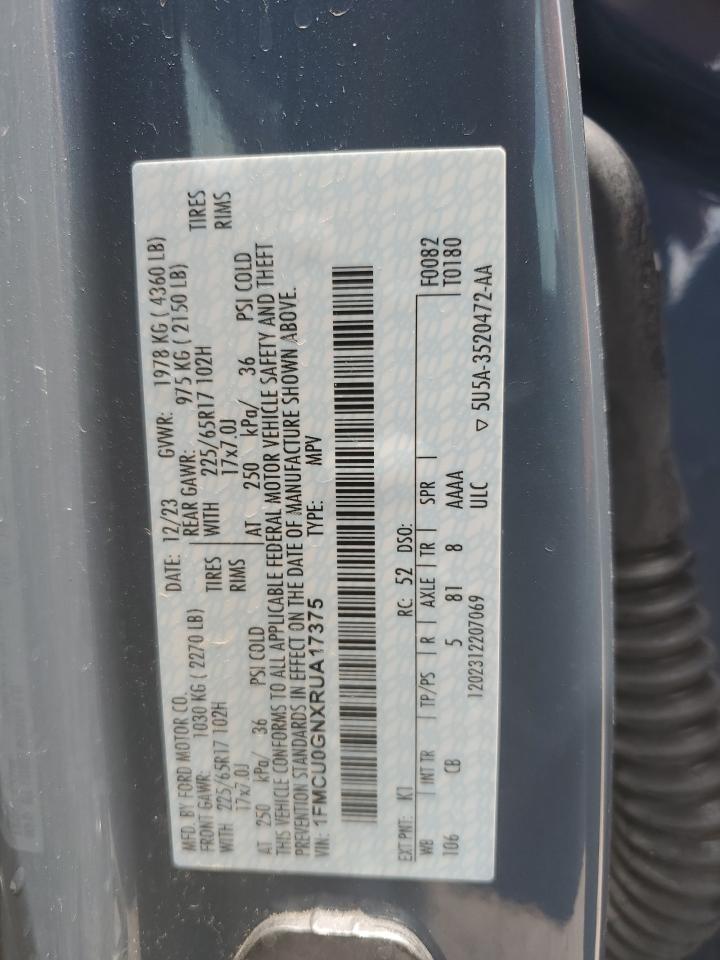 MFD. BY FORD MOTOR CO.
DATE: 12/23 GVWR: 1978 KG ( 4360 LB)
FRONT GAWR: 1030 KG ( 2270 LB) REAR GAWR: 975 KG ( 2150 LB)
WITH 225/65R17 102H TIRES WITH 225/65R17 102H TIRES
17x7.0J RIMS 17x7.0J RIMS
AT 250 kPa/ 36 PSI COLD AT 250 kPa/ 36 PSI COLD
THIS VEHICLE CONFORMS TO ALL APPLICABLE FEDERAL MOTOR VEHICLE SAFETY AND THEFT
PREVENTION STANDARDS IN EFFECT ON THE DATE OF MANUFACTURE SHOWN ABOVE.
VIN: 1FMCU0GNXRUA17375 TYPE: MPV
EXT PNT: K1 RC: 52 DSO: F0082
WB INT TR TP/PS R AXLE TR SPR T0180
106 CB 5 81 8 AAAA
1202312207069 ULC ▽ 5U5A-3520472-AA